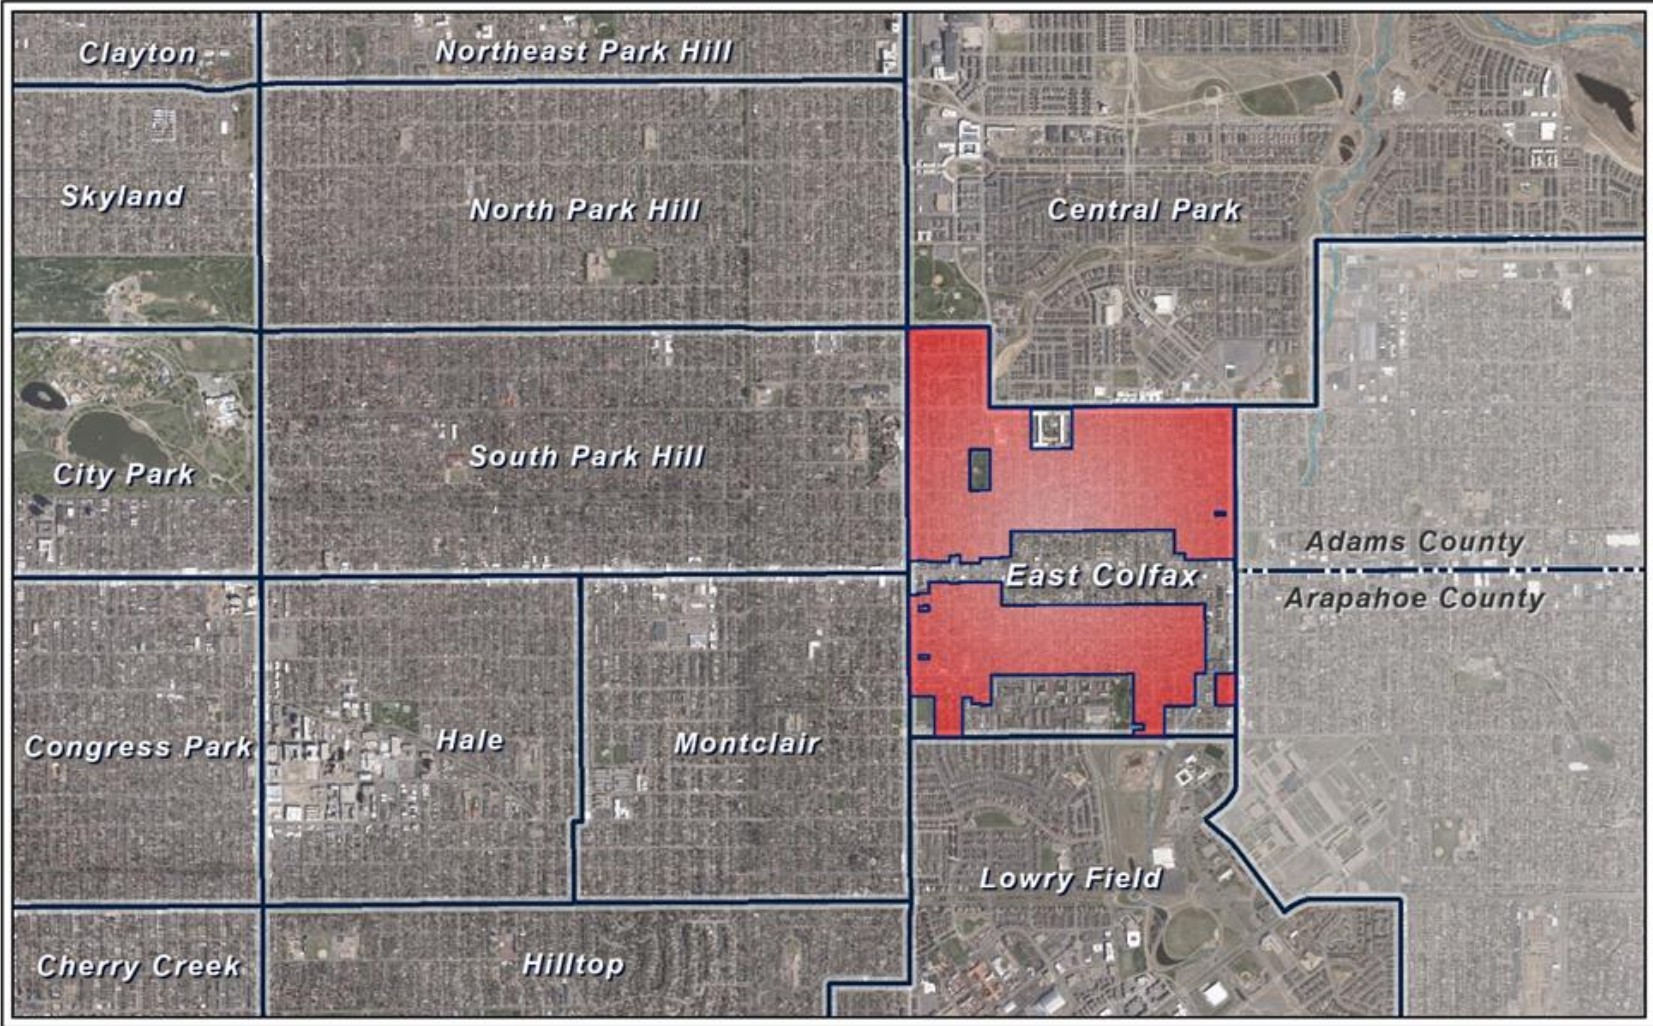 Clayton
Northeast Park Hill
Skyland
North Park Hill
Central Park
City Park
South Park Hill
Adams County
East Colfax
Arapahoe County
Congress Park
Hale
Montclair
Lowry Field
Cherry Creek
Hilltop